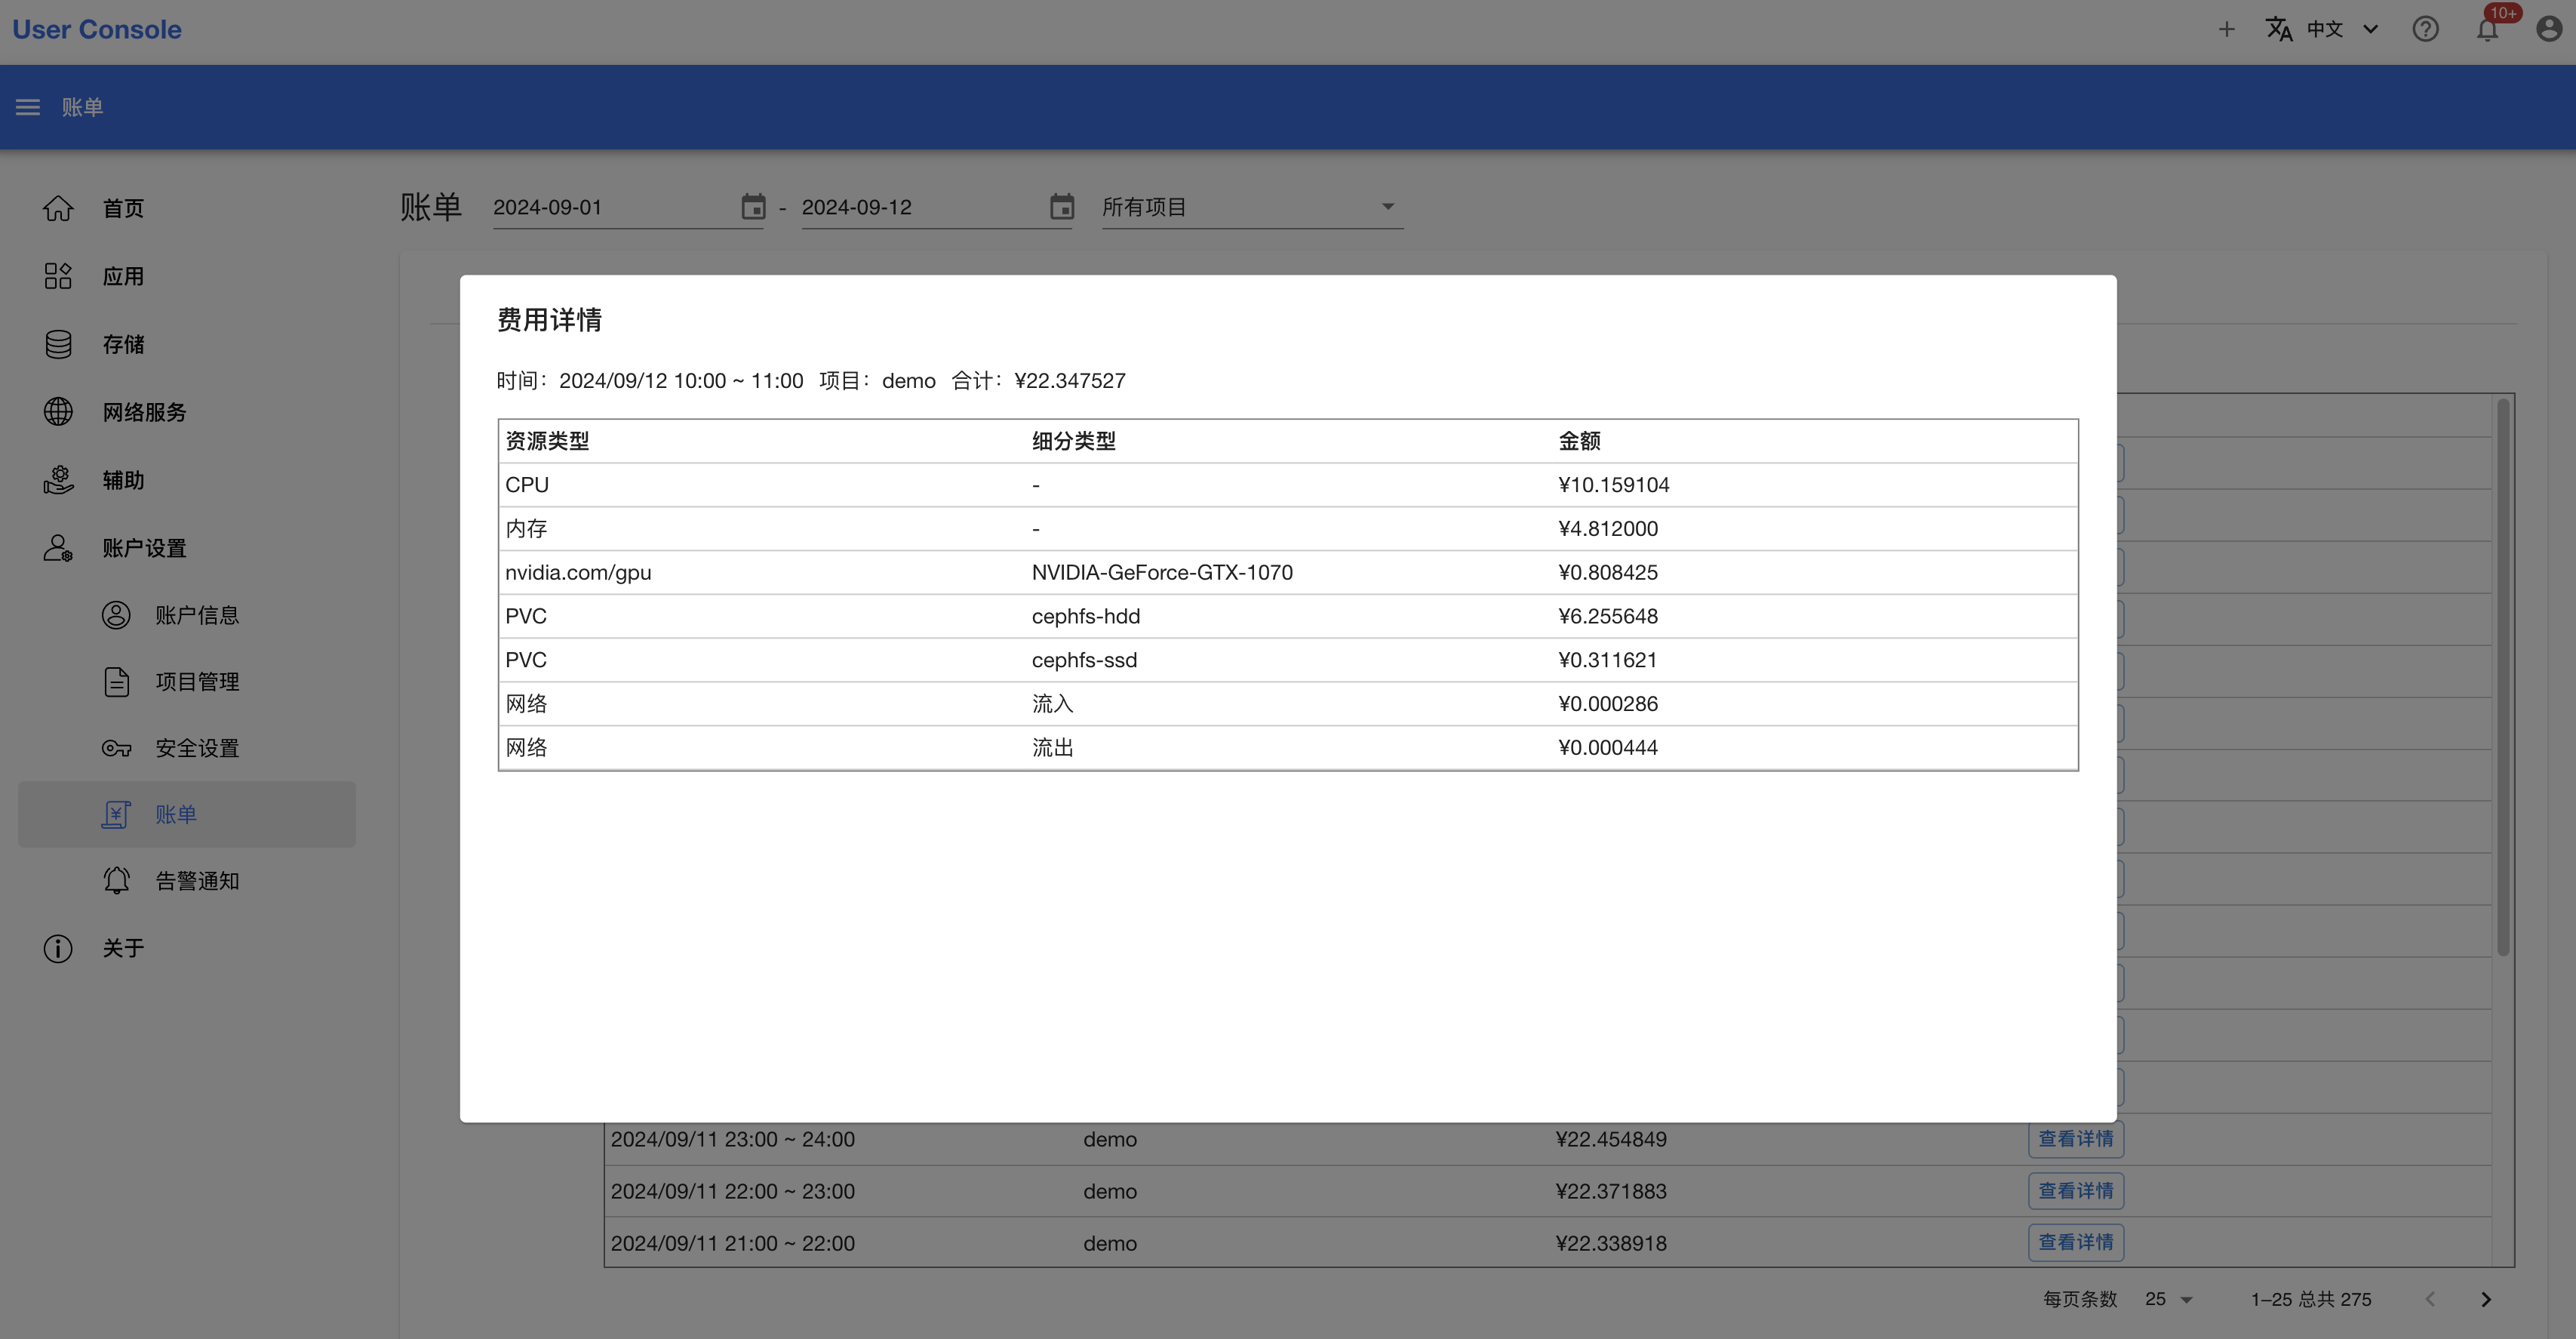 User Console
中文
10+
账单
首页
应用
存储
网络服务
辅助
账户设置
账户信息
项目管理
安全设置
账单
告警通知
关于
账单 2024-09-01 - 2024-09-12 所有项目
费用详情
时间：2024/09/12 10:00 ~ 11:00 项目：demo 合计：¥22.347527
资源类型 细分类型 金额
CPU - ¥10.159104
内存 - ¥4.812000
nvidia.com/gpu NVIDIA-GeForce-GTX-1070 ¥0.808425
PVC cephfs-hdd ¥6.255648
PVC cephfs-ssd ¥0.311621
网络 流入 ¥0.000286
网络 流出 ¥0.000444
2024/09/11 23:00 ~ 24:00 demo ¥22.454849 查看详情
2024/09/11 22:00 ~ 23:00 demo ¥22.371883 查看详情
2024/09/11 21:00 ~ 22:00 demo ¥22.338918 查看详情
每页条数 25 1–25 总共 275